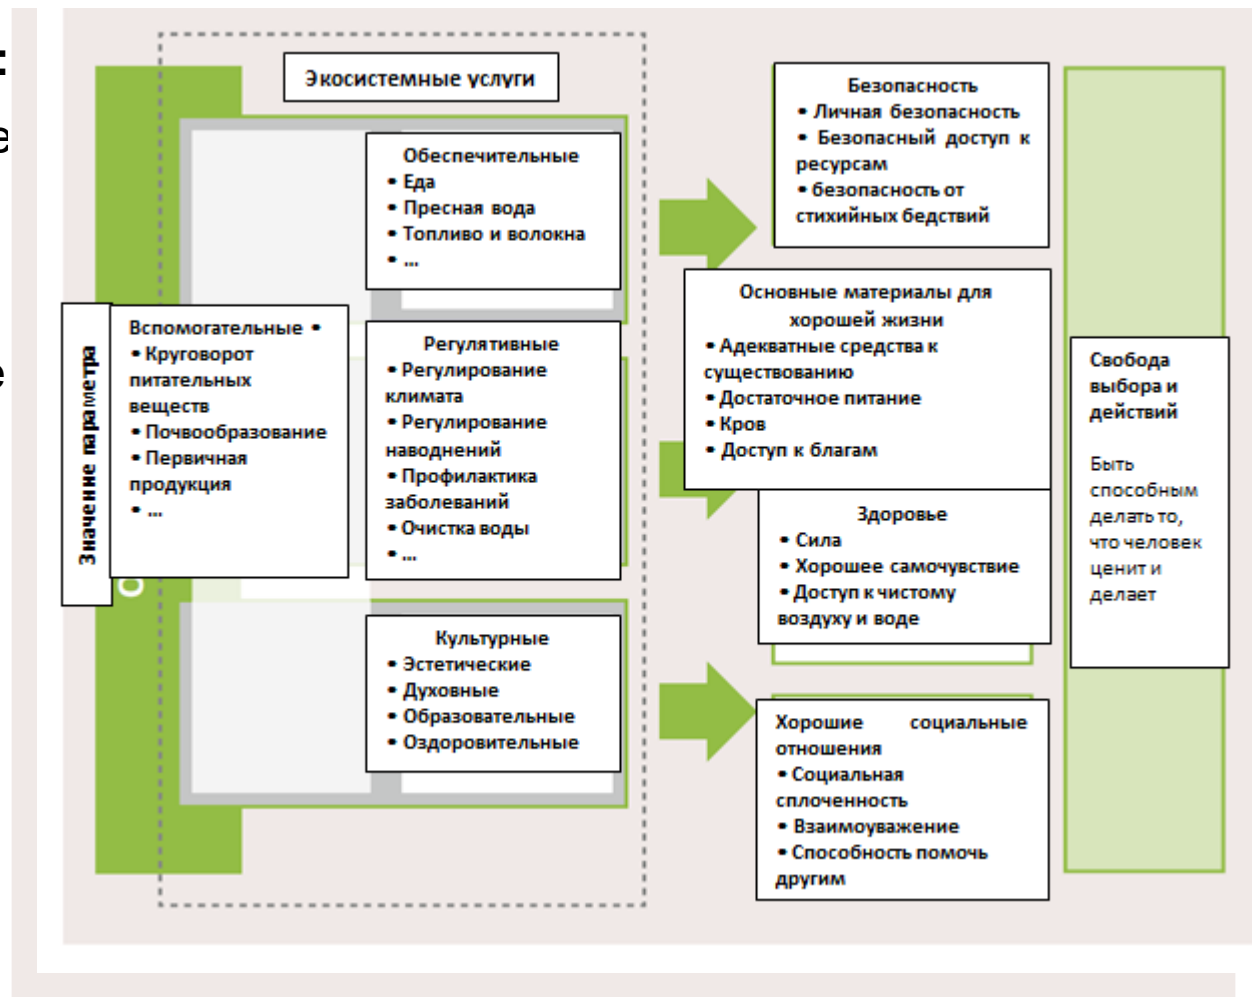 Экосистемные услуги
Обеспечительные
• Еда
• Пресная вода
• Топливо и волокна
• ...
Значение параметра
Вспомогательные •
• Круговорот
питательных
веществ
• Почвообразование
• Первичная
продукция
• ...
Регулятивные
• Регулирование
климата
• Регулирование
наводнений
• Профилактика
заболеваний
• Очистка воды
• ...
Культурные
• Эстетические
• Духовные
• Образовательные
• Оздоровительные
Безопасность
• Личная безопасность
• Безопасный доступ к
ресурсам
• безопасность от
стихийных бедствий
Основные материалы для
хорошей жизни
• Адекватные средства к
существованию
• Достаточное питание
• Кров
• Доступ к благам
Здоровье
• Сила
• Хорошее самочувствие
• Доступ к чистому
воздуху и воде
Хорошие социальные
отношения
• Социальная
сплоченность
• Взаимоуважение
• Способность помочь
другим
Свобода
выбора и
действий
Быть
способным
делать то,
что человек
ценит и
делает